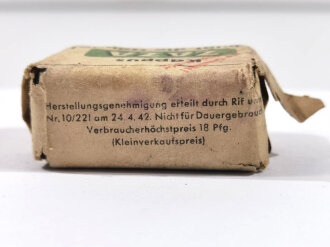 Kappus
Herstellungsgenehmigung erteilt durch RIF unter
Nr. 10/221 am 24. 4. 42. Nicht für Dauergebrauch
Verbraucherhöchstpreis 18 Pfg.
(Kleinverkaufspreis)